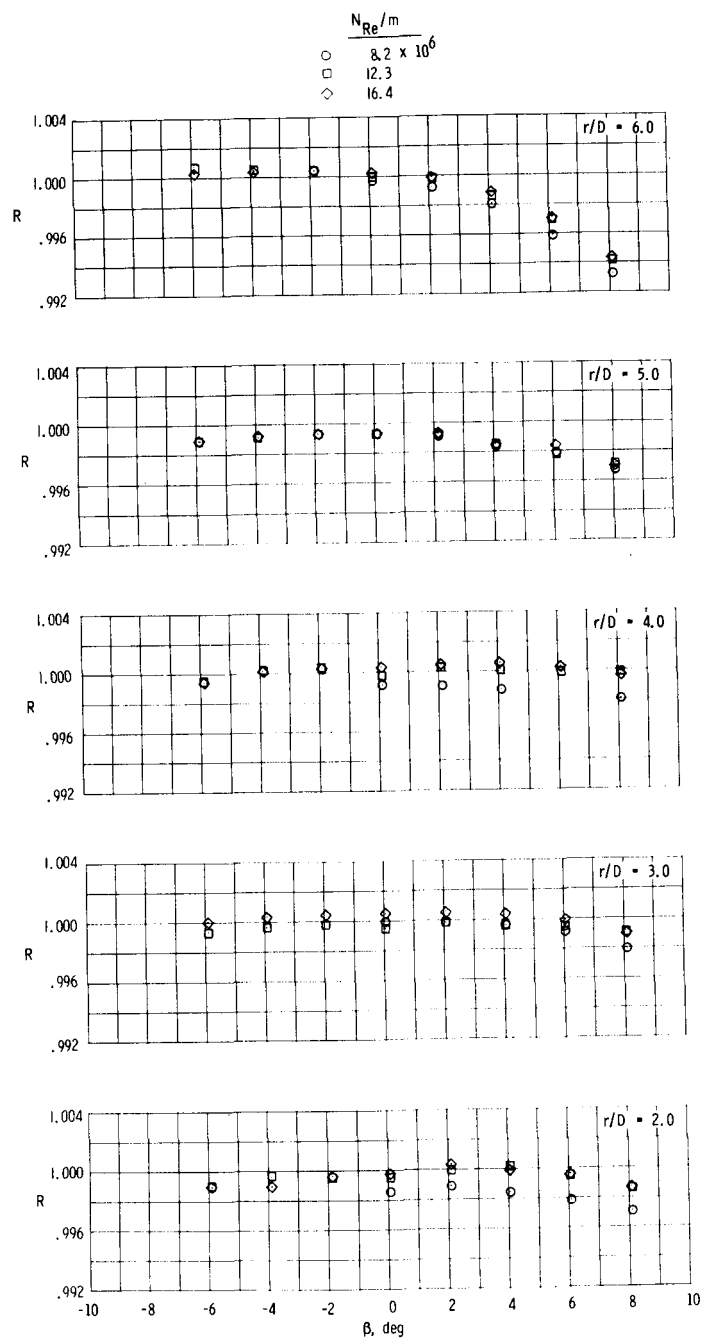 N_Re/m
○ 8.2 x 10^6
□ 12.3
◇ 16.4
r/D = 6.0
1.004
1.000
R
.996
.992
r/D = 5.0
1.004
1.000
R
.996
.992
r/D = 4.0
1.004
1.000
R
.996
.992
r/D = 3.0
1.004
1.000
R
.996
.992
r/D = 2.0
1.004
1.000
R
.996
.992
-10 -8 -6 -4 -2 0 2 4 6 8 10
β, deg